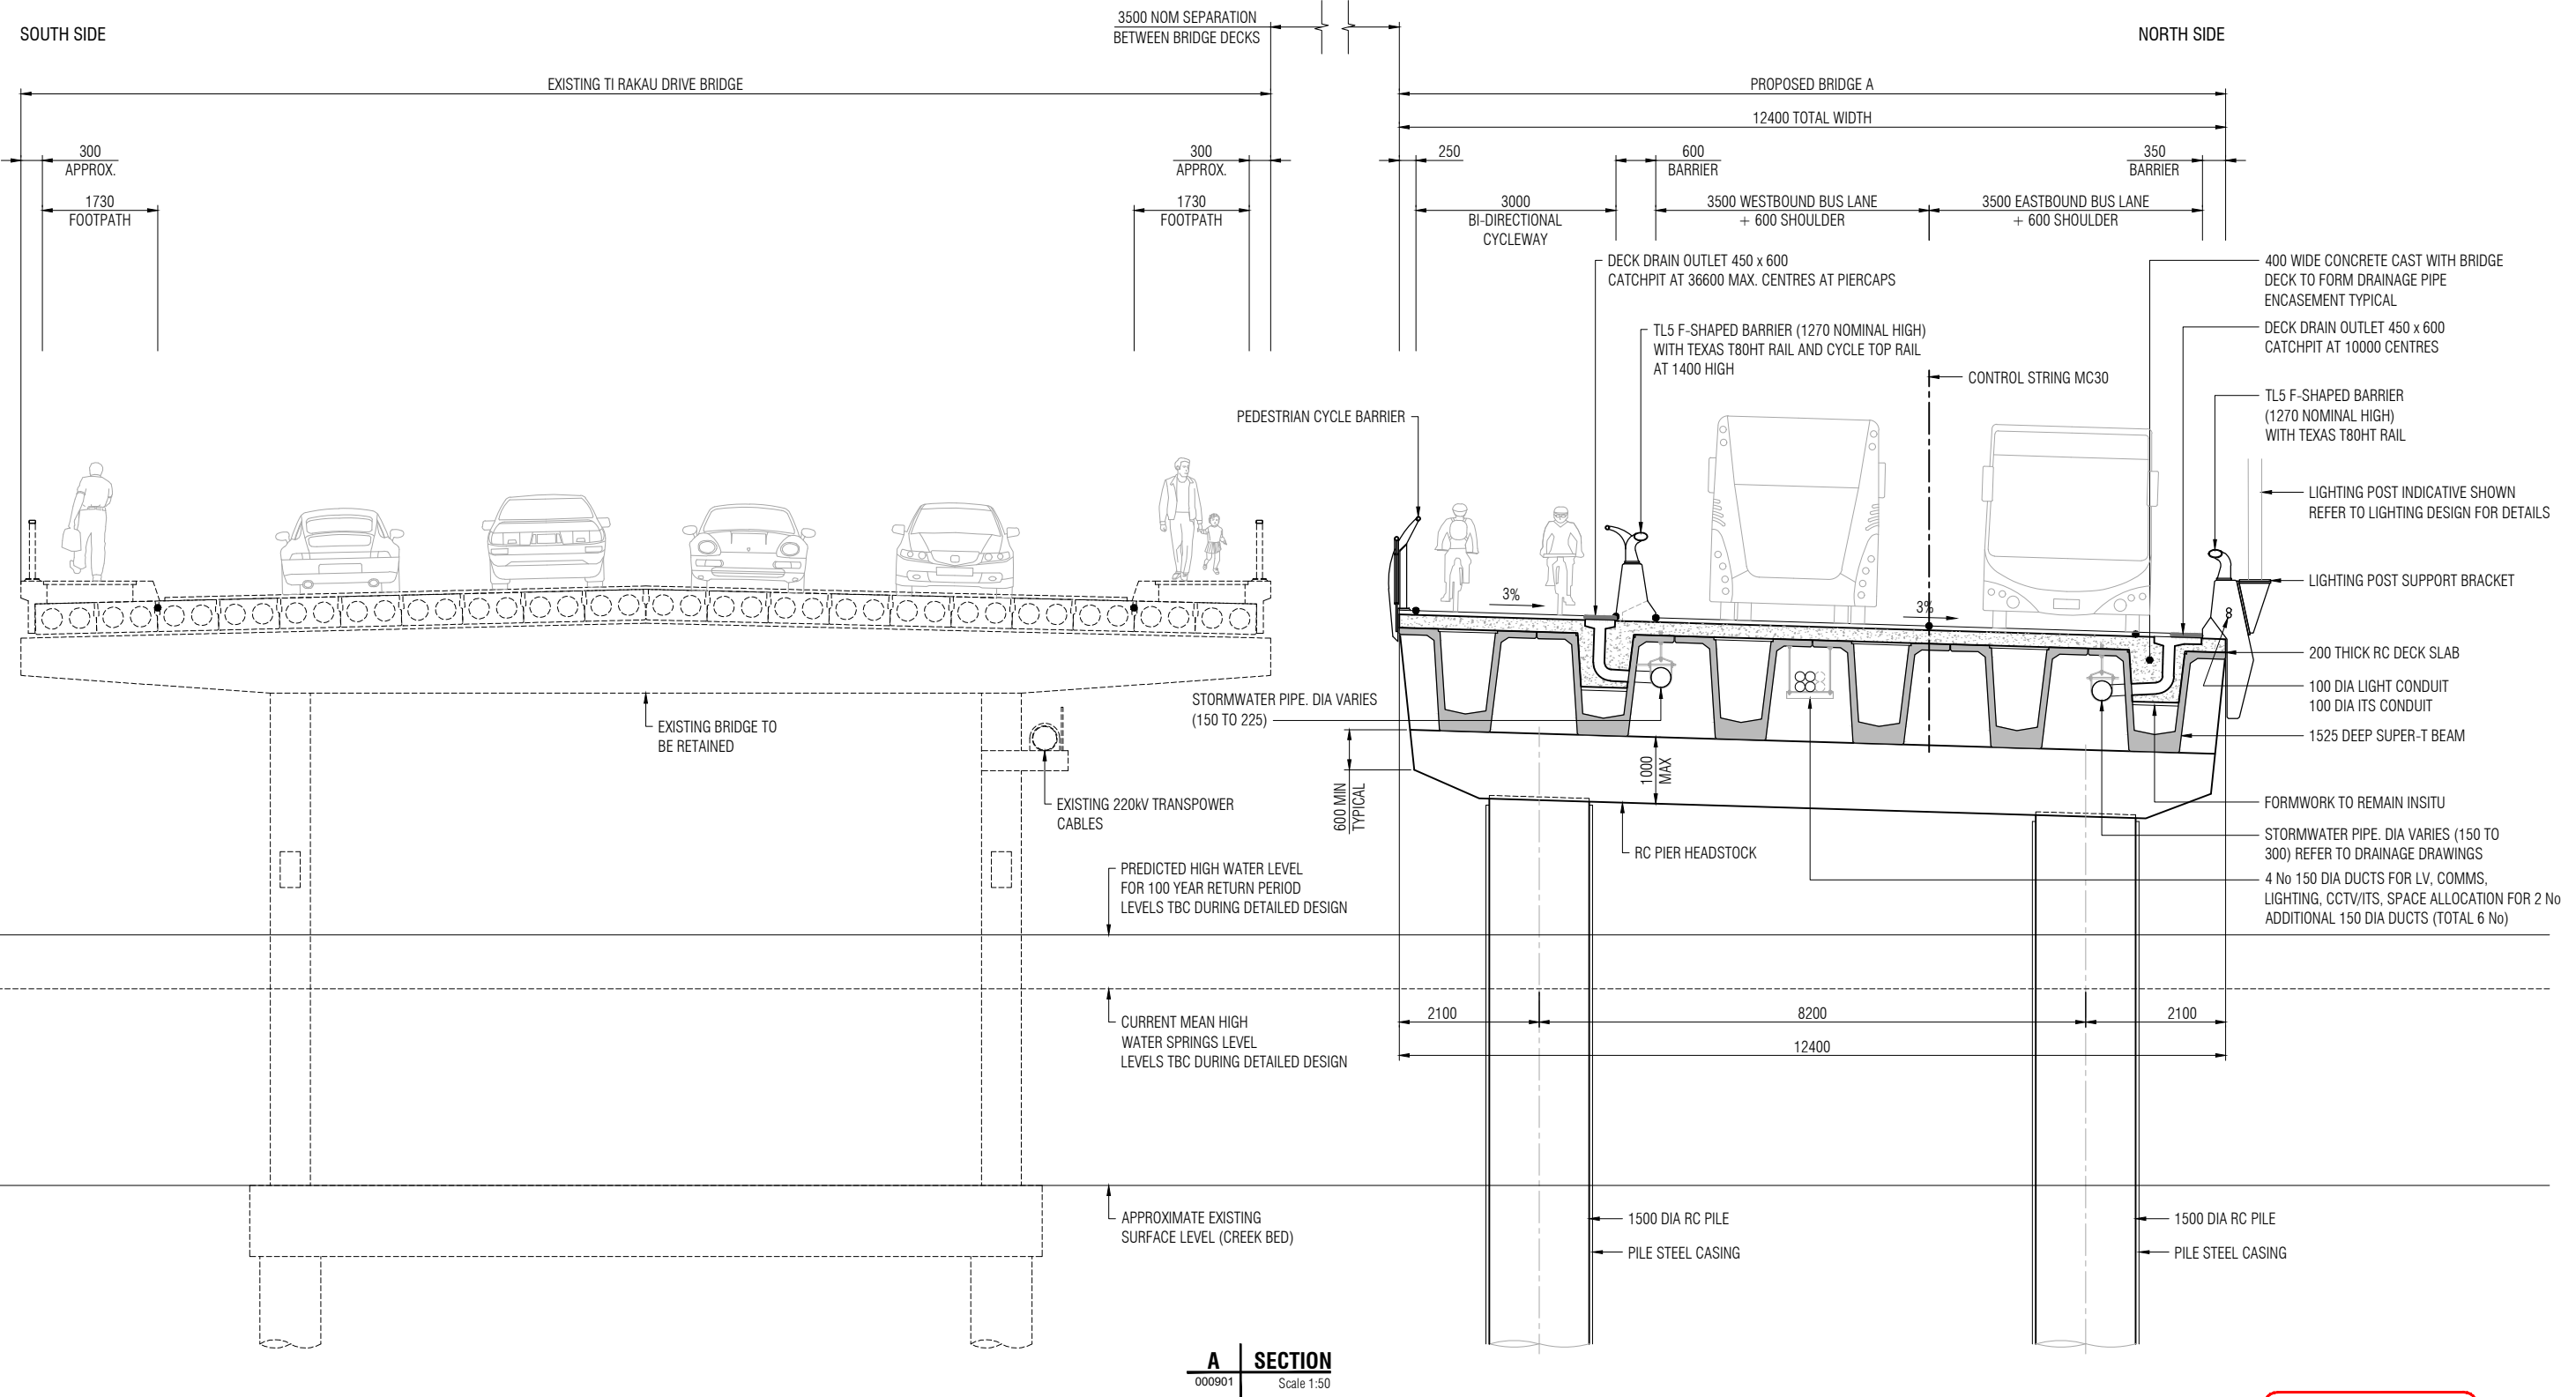 SOUTH SIDE
3500 NOM SEPARATION
BETWEEN BRIDGE DECKS
NORTH SIDE
EXISTING TI RAKAU DRIVE BRIDGE
PROPOSED BRIDGE A
12400 TOTAL WIDTH
300
APPROX.
1730
FOOTPATH
300
APPROX.
1730
FOOTPATH
250
600
BARRIER
350
BARRIER
3000
BI-DIRECTIONAL
CYCLEWAY
3500 WESTBOUND BUS LANE
+ 600 SHOULDER
3500 EASTBOUND BUS LANE
+ 600 SHOULDER
DECK DRAIN OUTLET 450 x 600
CATCHPIT AT 36600 MAX. CENTRES AT PIERCAPS
TL5 F-SHAPED BARRIER (1270 NOMINAL HIGH)
WITH TEXAS T80HT RAIL AND CYCLE TOP RAIL
AT 1400 HIGH
CONTROL STRING MC30
PEDESTRIAN CYCLE BARRIER
400 WIDE CONCRETE CAST WITH BRIDGE
DECK TO FORM DRAINAGE PIPE
ENCASEMENT TYPICAL
DECK DRAIN OUTLET 450 x 600
CATCHPIT AT 10000 CENTRES
TL5 F-SHAPED BARRIER
(1270 NOMINAL HIGH)
WITH TEXAS T80HT RAIL
LIGHTING POST INDICATIVE SHOWN
REFER TO LIGHTING DESIGN FOR DETAILS
LIGHTING POST SUPPORT BRACKET
3%
3%
200 THICK RC DECK SLAB
100 DIA LIGHT CONDUIT
100 DIA ITS CONDUIT
1525 DEEP SUPER-T BEAM
FORMWORK TO REMAIN INSITU
STORMWATER PIPE. DIA VARIES (150 TO
300) REFER TO DRAINAGE DRAWINGS
4 No 150 DIA DUCTS FOR LV, COMMS,
LIGHTING, CCTV/ITS, SPACE ALLOCATION FOR 2 No
ADDITIONAL 150 DIA DUCTS (TOTAL 6 No)
STORMWATER PIPE. DIA VARIES
(150 TO 225)
EXISTING BRIDGE TO
BE RETAINED
EXISTING 220kV TRANSPOWER
CABLES
600 MIN
TYPICAL
1000
MAX
RC PIER HEADSTOCK
PREDICTED HIGH WATER LEVEL
FOR 100 YEAR RETURN PERIOD
LEVELS TBC DURING DETAILED DESIGN
CURRENT MEAN HIGH
WATER SPRINGS LEVEL
LEVELS TBC DURING DETAILED DESIGN
2100
8200
2100
12400
APPROXIMATE EXISTING
SURFACE LEVEL (CREEK BED)
1500 DIA RC PILE
PILE STEEL CASING
1500 DIA RC PILE
PILE STEEL CASING
A SECTION
000901 Scale 1:50